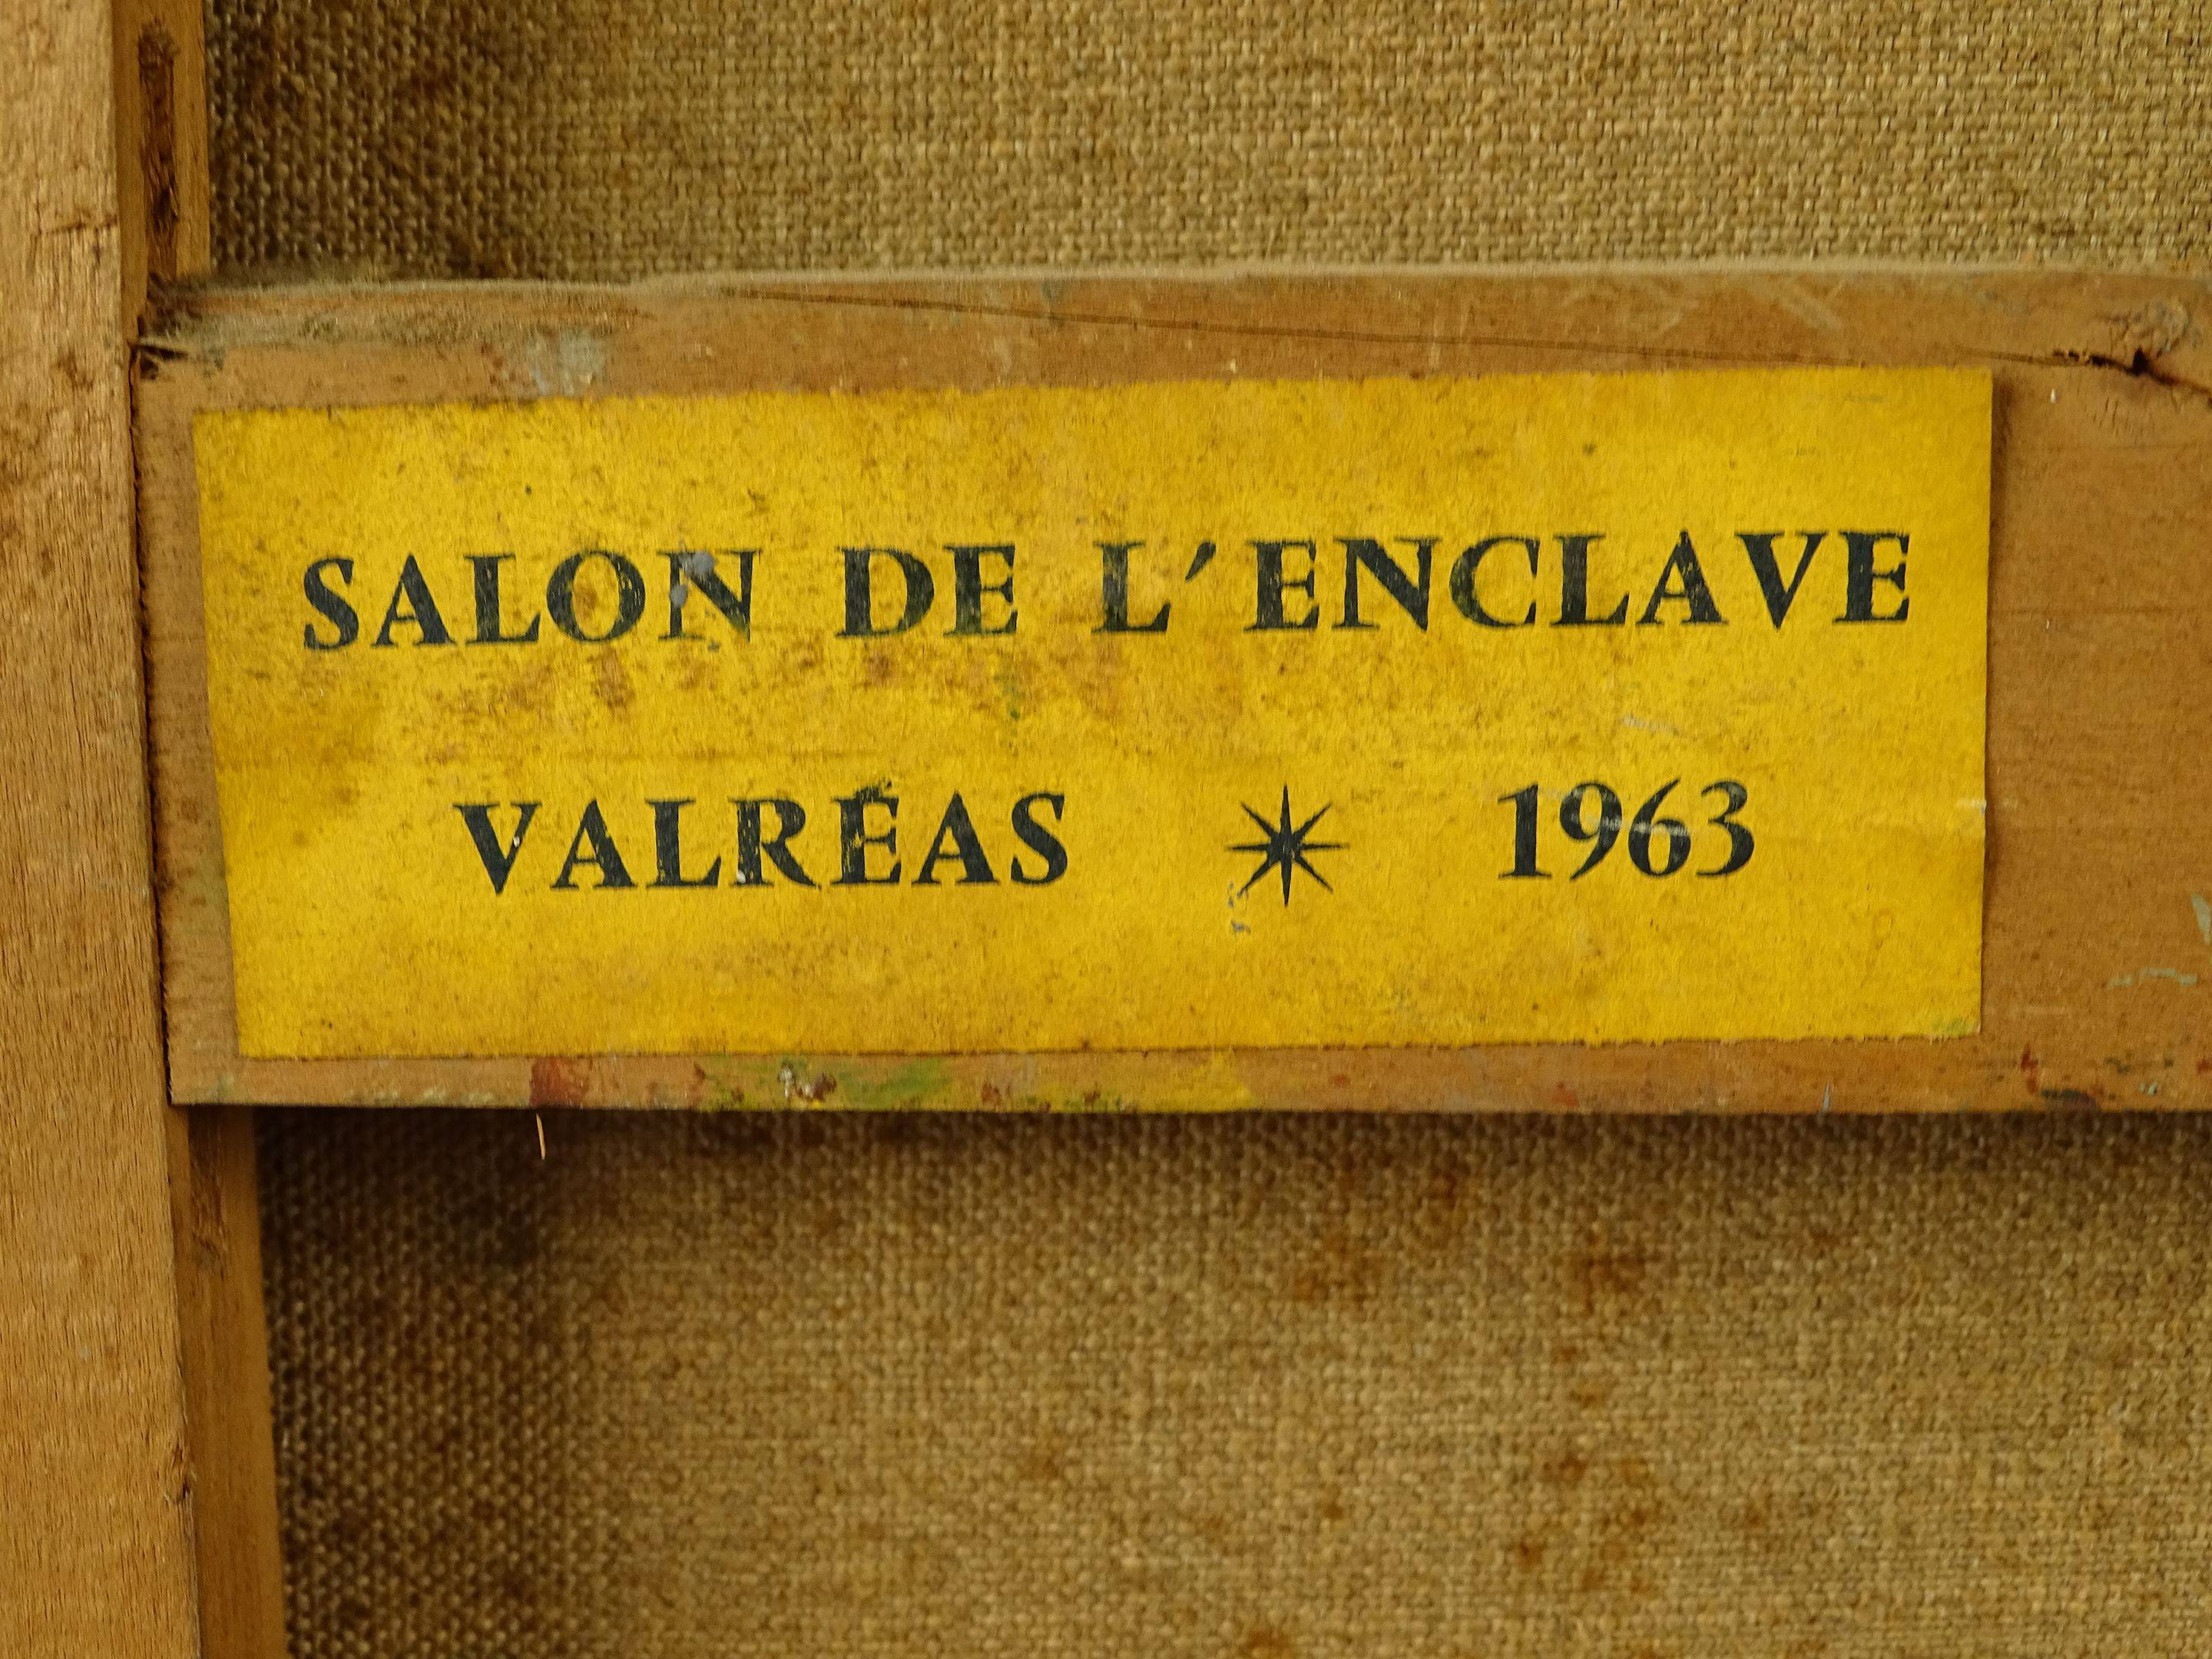 SALON DE L'ENCLAVE
VALRÉAS * 1963